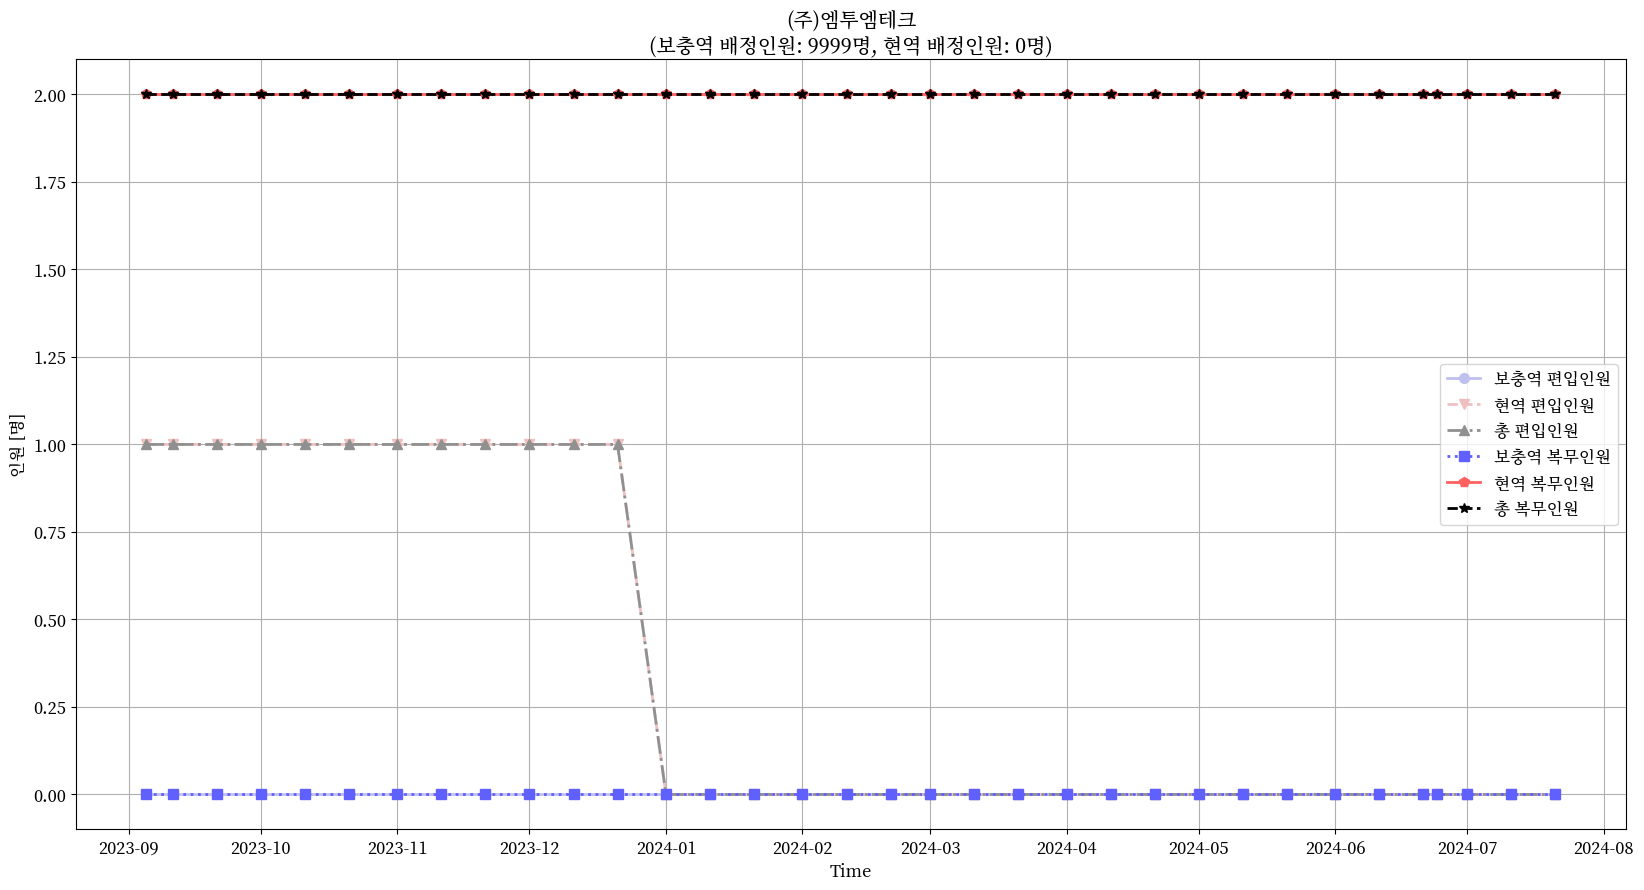 (주)엠투엠테크
(보충역 배정인원: 9999명, 현역 배정인원: 0명)
인원 [명]
2.00
1.75
1.50
1.25
1.00
0.75
0.50
0.25
0.00
보충역 편입인원
현역 편입인원
총 편입인원
보충역 복무인원
현역 복무인원
총 복무인원
2023-09 2023-10 2023-11 2023-12 2024-01 2024-02 2024-03 2024-04 2024-05 2024-06 2024-07 2024-08
Time